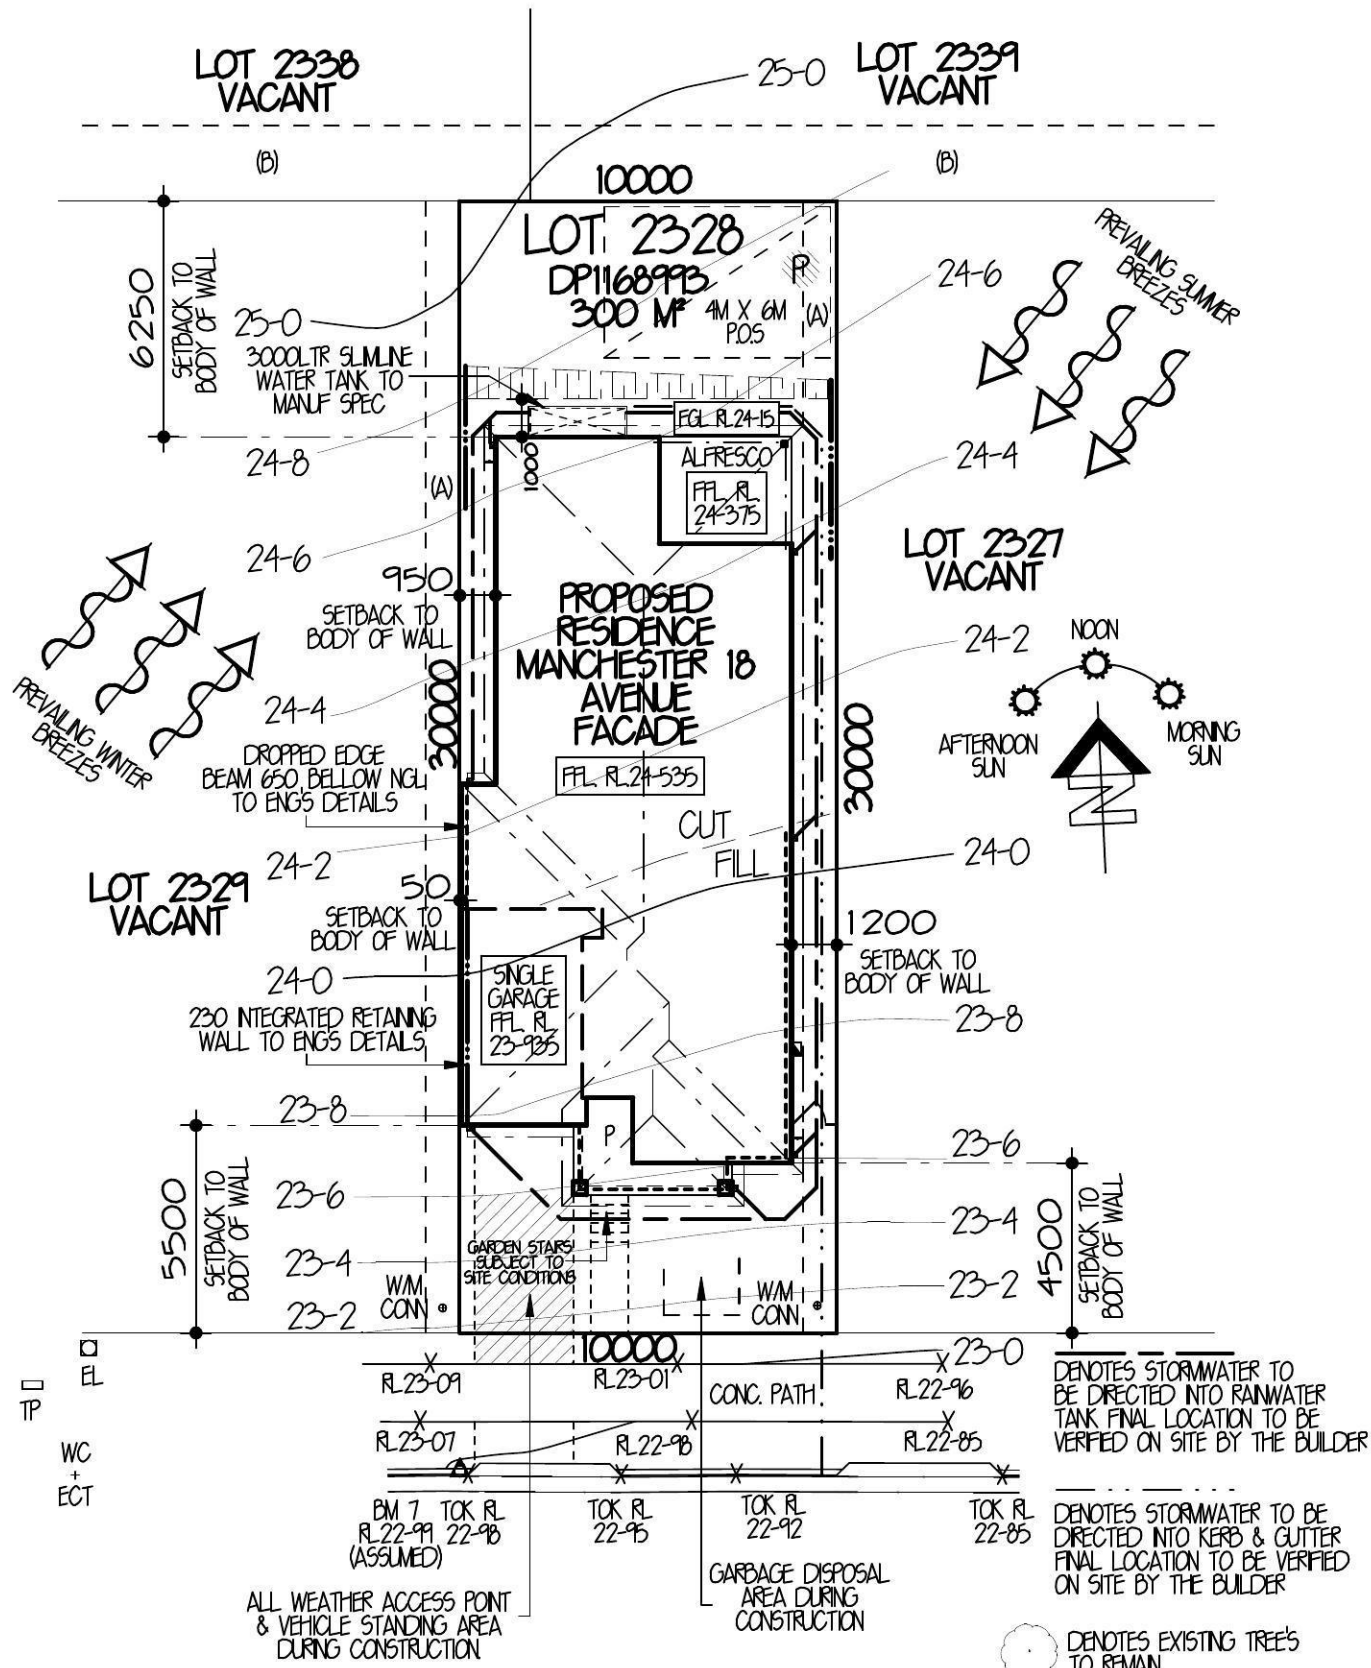 LOT 2338
VACANT
25-0
LOT 2339
VACANT
(B)
(B)
10000
LOT 2328
DP1168993
300 M²
4M X 6M
P.O.S
(A)
P
PREVAILING SUMMER
BREEZES
6250
SETBACK TO
BODY OF WALL
25-0
3000LTR SLIMLINE
WATER TANK TO
MANUF SPEC
24-6
FGL RL24-15
24-8
1000
ALFRESCO
24-4
(A)
FFL RL
24-375
24-6
LOT 2327
VACANT
950
SETBACK TO
BODY OF WALL
PROPOSED
RESIDENCE
MANCHESTER 18
AVENUE
FACADE
24-2
NOON
PREVAILING WINTER
BREEZES
30000
24-4
30000
AFTERNOON
SUN
MORNING
SUN
N
DROPPED EDGE
BEAM 650 BELLOW NGL
TO ENG'S DETAILS
FFL RL24-535
CUT
FILL
24-2
24-0
LOT 2329
VACANT
50
SETBACK TO
BODY OF WALL
1200
SETBACK TO
BODY OF WALL
24-0
SINGLE
GARAGE
FFL RL
23-935
230 INTEGRATED RETAINING
WALL TO ENG'S DETAILS
23-8
23-8
P
23-6
5500
SETBACK TO
BODY OF WALL
23-6
23-4
4500
SETBACK TO
BODY OF WALL
23-4
GARDEN STAIRS
SUBJECT TO
SITE CONDITIONS
23-2
W/M
CONN
W/M
CONN
23-2
10000
23-0
EL
TP
RL23-09
RL23-01
CONC. PATH
RL22-96
RL23-07
RL22-98
RL22-85
WC
+
ECT
BM 7
RL22-99
(ASSUMED)
TOK RL
22-98
TOK RL
22-95
TOK RL
22-92
TOK RL
22-85
DENOTES STORMWATER TO
BE DIRECTED INTO RAINWATER
TANK FINAL LOCATION TO BE
VERIFIED ON SITE BY THE BUILDER
DENOTES STORMWATER TO BE
DIRECTED INTO KERB & GUTTER
FINAL LOCATION TO BE VERIFIED
ON SITE BY THE BUILDER
ALL WEATHER ACCESS POINT
& VEHICLE STANDING AREA
DURING CONSTRUCTION
GARBAGE DISPOSAL
AREA DURING
CONSTRUCTION
DENOTES EXISTING TREE'S
TO REMAIN